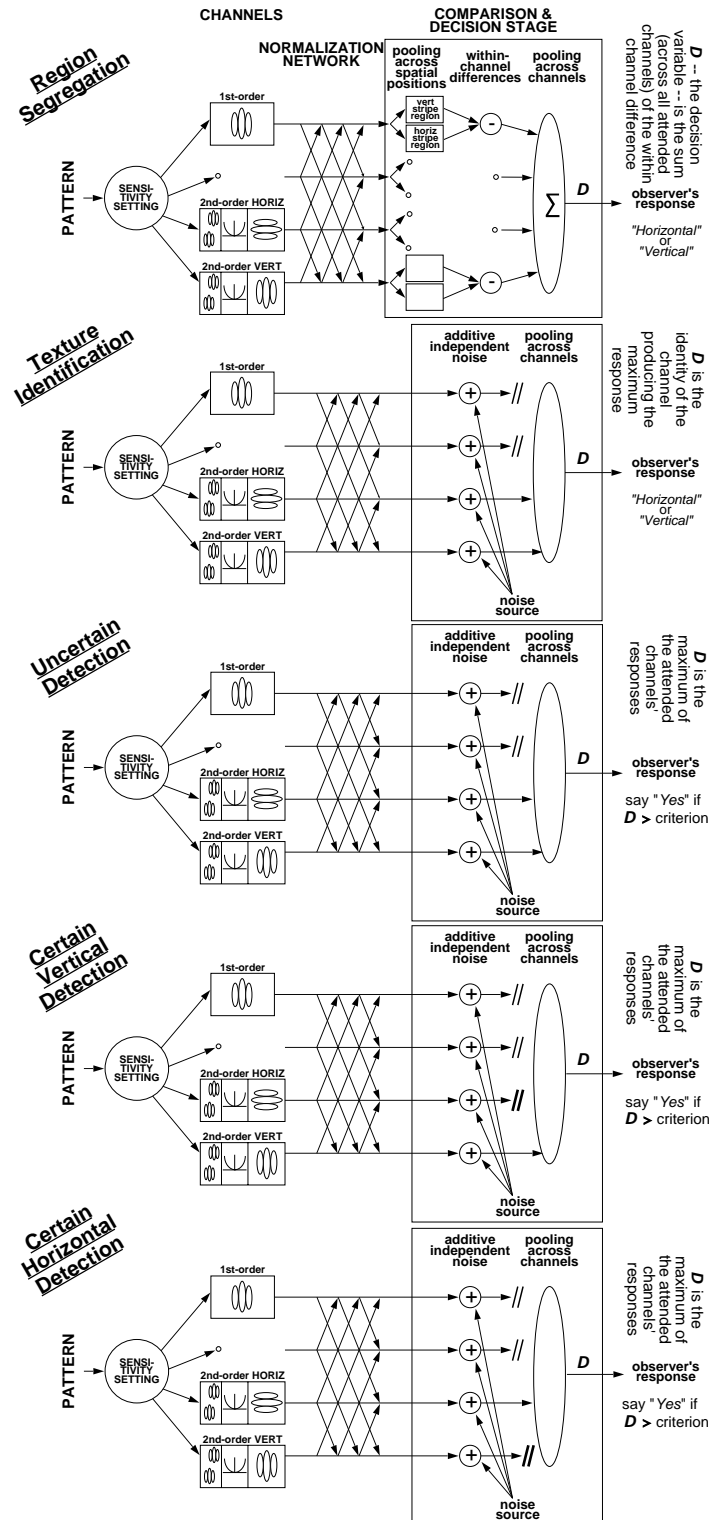 CHANNELS
COMPARISON &
DECISION STAGE
NORMALIZATION
NETWORK
Region
Segregation
pooling
across
spatial
positions
within-
channel
differences
pooling
across
channels
D -- the decision
variable -- is the sum
(across all attended
channels) of the within
channel difference
1st-order
vert
stripe
region
horiz
stripe
region
-
PATTERN
SENSI-
TIVITY
SETTING
2nd-order HORIZ
2nd-order VERT
-
Σ
D
observer's
response
"Horizontal"
or
"Vertical"
Texture
Identification
additive
independent
noise
pooling
across
channels
D is the
identity of the
channel
producing the
maximum
response
1st-order
PATTERN
SENSI-
TIVITY
SETTING
2nd-order HORIZ
2nd-order VERT
+
+
+
+
noise
source
D
observer's
response
"Horizontal"
or
"Vertical"
Uncertain
Detection
additive
independent
noise
pooling
across
channels
D is the
maximum of
the attended
channels'
responses
1st-order
PATTERN
SENSI-
TIVITY
SETTING
2nd-order HORIZ
2nd-order VERT
+
+
+
+
noise
source
D
observer's
response
say "Yes" if
D > criterion
Certain
Vertical
Detection
additive
independent
noise
pooling
across
channels
D is the
maximum of
the attended
channels'
responses
1st-order
PATTERN
SENSI-
TIVITY
SETTING
2nd-order HORIZ
2nd-order VERT
+
+
+
+
noise
source
D
observer's
response
say "Yes" if
D > criterion
Certain
Horizontal
Detection
additive
independent
noise
pooling
across
channels
D is the
maximum of
the attended
channels'
responses
1st-order
PATTERN
SENSI-
TIVITY
SETTING
2nd-order HORIZ
2nd-order VERT
+
+
+
+
noise
source
D
observer's
response
say "Yes" if
D > criterion